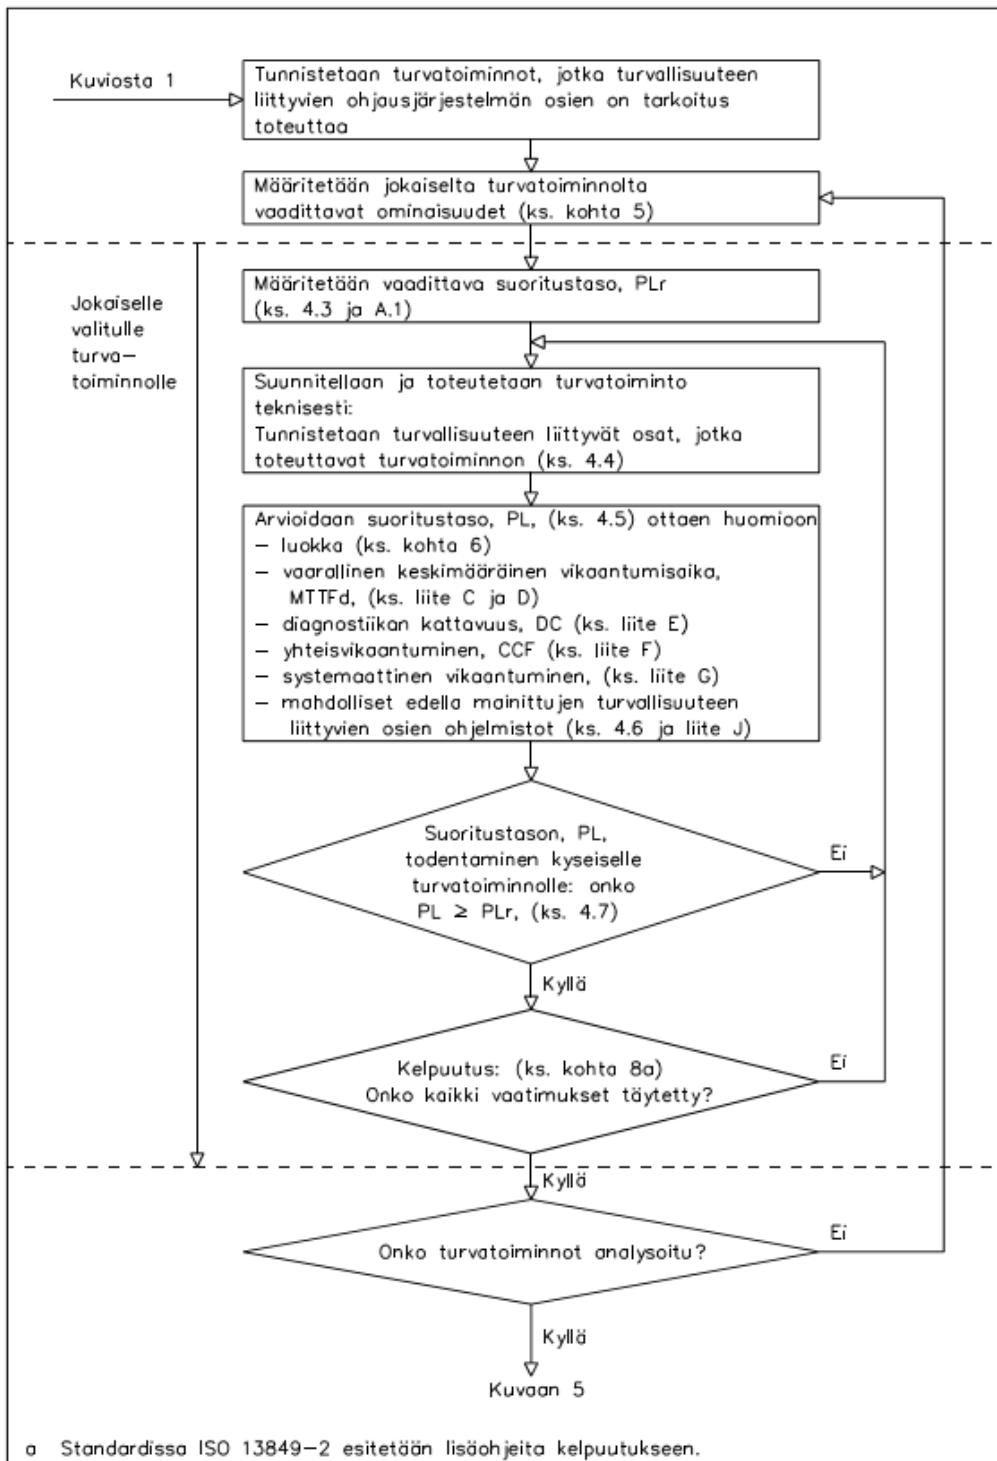 Kuviosta 1
Tunnistetaan turvatoiminnot, jotka turvallisuuteen
liittyvien ohjausjärjestelmän osien on tarkoitus
toteuttaa
Määritetään jokaiselta turvatoiminnolta
vaadittavat ominaisuudet (ks. kohta 5)
Jokaiselle
valitulle
turva–
toiminnolle
Määritetään vaadittava suoritustaso, PLr
(ks. 4.3 ja A.1)
Suunnitellaan ja toteutetaan turvatoiminto
teknisesti:
Tunnistetaan turvallisuuteen liittyvät osat, jotka
toteuttavat turvatoiminnon (ks. 4.4)
Arvioidaan suoritustaso, PL, (ks. 4.5) ottaen huomioon
– luokka (ks. kohta 6)
– vaarallinen keskimääräinen vikaantumisaika,
MTTFd, (ks. liite C ja D)
– diagnostiikan kattavuus, DC (ks. liite E)
– yhteisvikaantuminen, CCF (ks. liite F)
– systemaattinen vikaantuminen, (ks. liite G)
– mahdolliset edella mainittujen turvallisuuteen
liittyvien osien ohjelmistot (ks. 4.6 ja liite J)
Suoritustason, PL,
todentaminen kyseiselle
turvatoiminnolle: onko
PL ≥ PLr, (ks. 4.7)
Ei
Kyllä
Kelpuutus: (ks. kohta 8a)
Onko kaikki vaatimukset täytetty?
Ei
Kyllä
Onko turvatoiminnot analysoitu?
Ei
Kyllä
Kuvaan 5
a Standardissa ISO 13849–2 esitetään lisäohjeita kelpuutukseen.